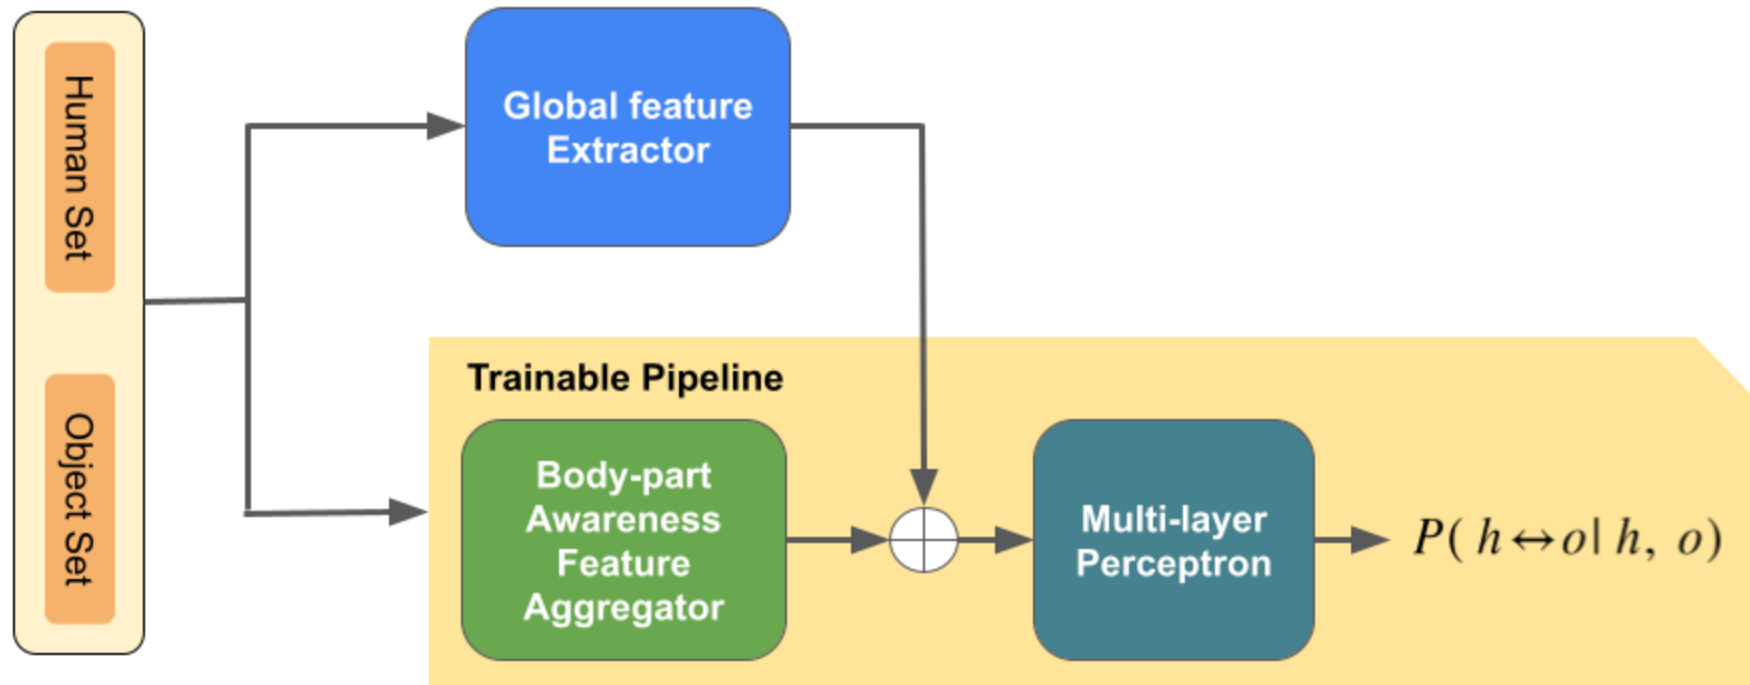 Human Set
Object Set
Global feature
Extractor
Trainable Pipeline
Body-part
Awareness
Feature
Aggregator
Multi-layer
Perceptron
P( h↔o| h, o)